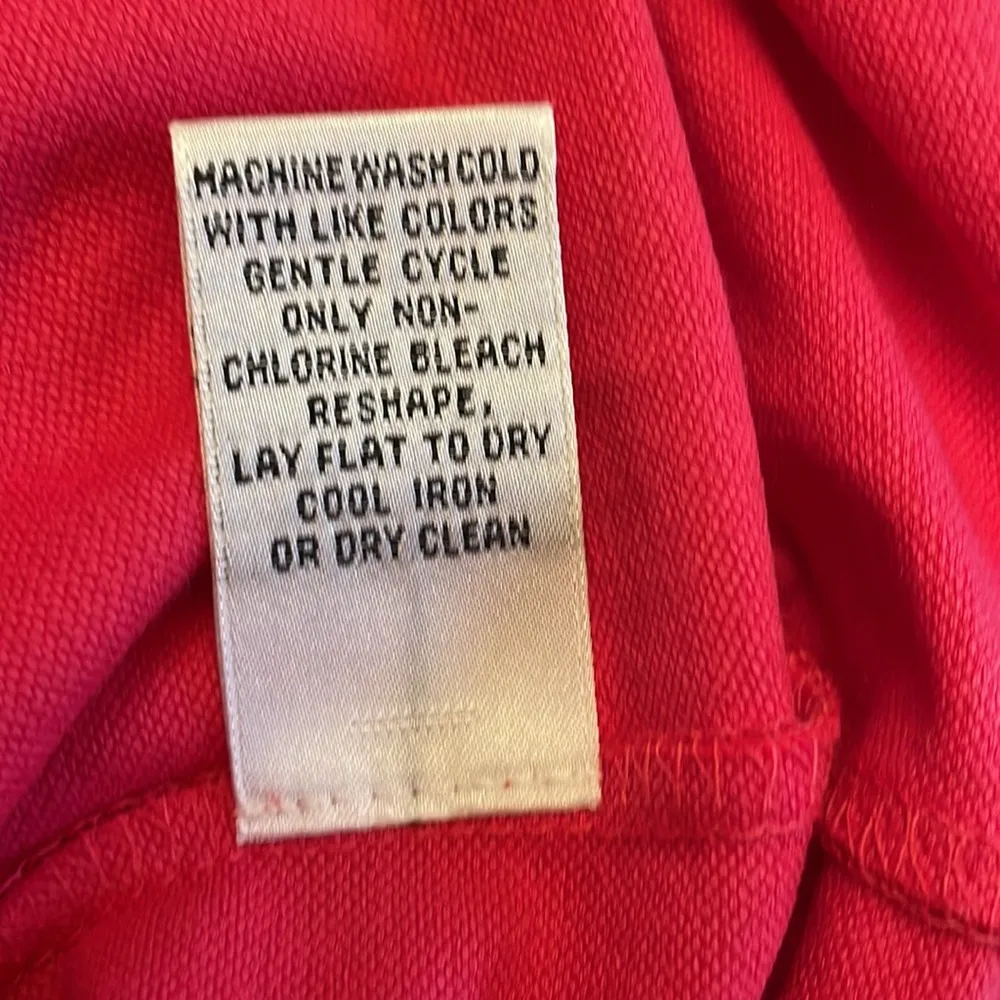 MACHINE WASH COLD
WITH LIKE COLORS
GENTLE CYCLE
ONLY NON-
CHLORINE BLEACH
RESHAPE,
LAY FLAT TO DRY
COOL IRON
OR DRY CLEAN